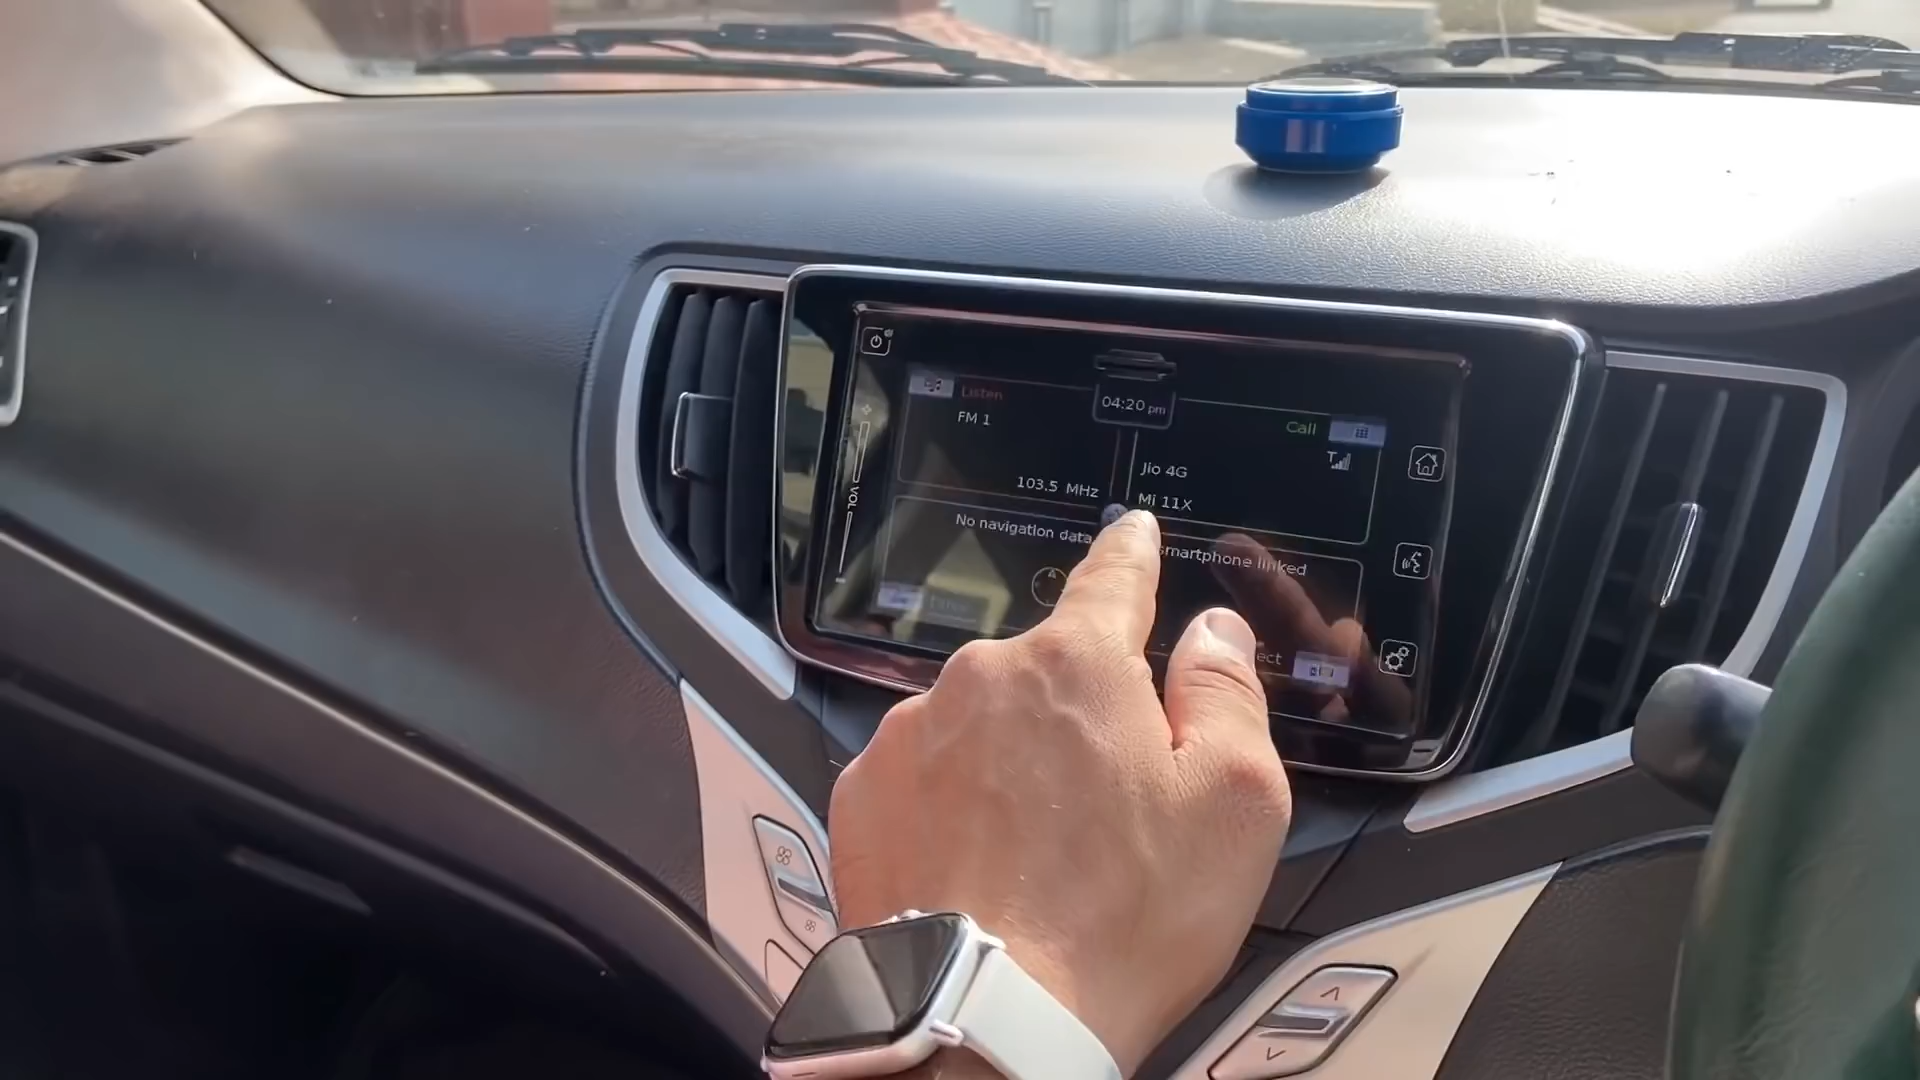 Listen
FM 1
103.5 MHz
04:20 pm
Call
Jio 4G
Mi 11X
No navigation data
smartphone linked
VOL